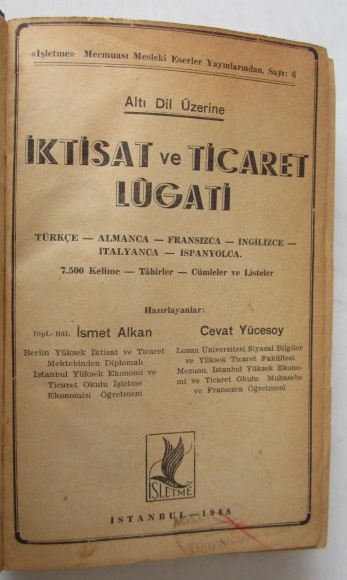 «İşletme» Mecmuası Mesleki Eserler Yayınlarından, Sayı: 6
Altı Dil Üzerine
İKTİSAT ve TİCARET
LÛGATİ
TÜRKÇE — ALMANCA — FRANSIZCA — İNGİLİZCE —
İTALYANCA — İSPANYOLCA.
7.500 Kelime — Tâbirler — Cümleler ve Listeler
Hazırlayanlar:
Dipl.- İsmet Alkan
Berlin Yüksek İktisat ve Ticaret
Mektebinden Diplomalı
İstanbul Yüksek Ekonomi ve
Ticaret Okulu İşletme
Ekonomisi Öğretmeni
Cevat Yücesoy
Lozan Üniversitesi Siyasal Bilgiler
ve Yüksek Ticaret Fakültesi
Mezunu, İstanbul Yüksek Ekono-
mi ve Ticaret Okulu Muhasebe
ve Fransızca Öğretmeni
İŞLETME
İSTANBUL — 1948